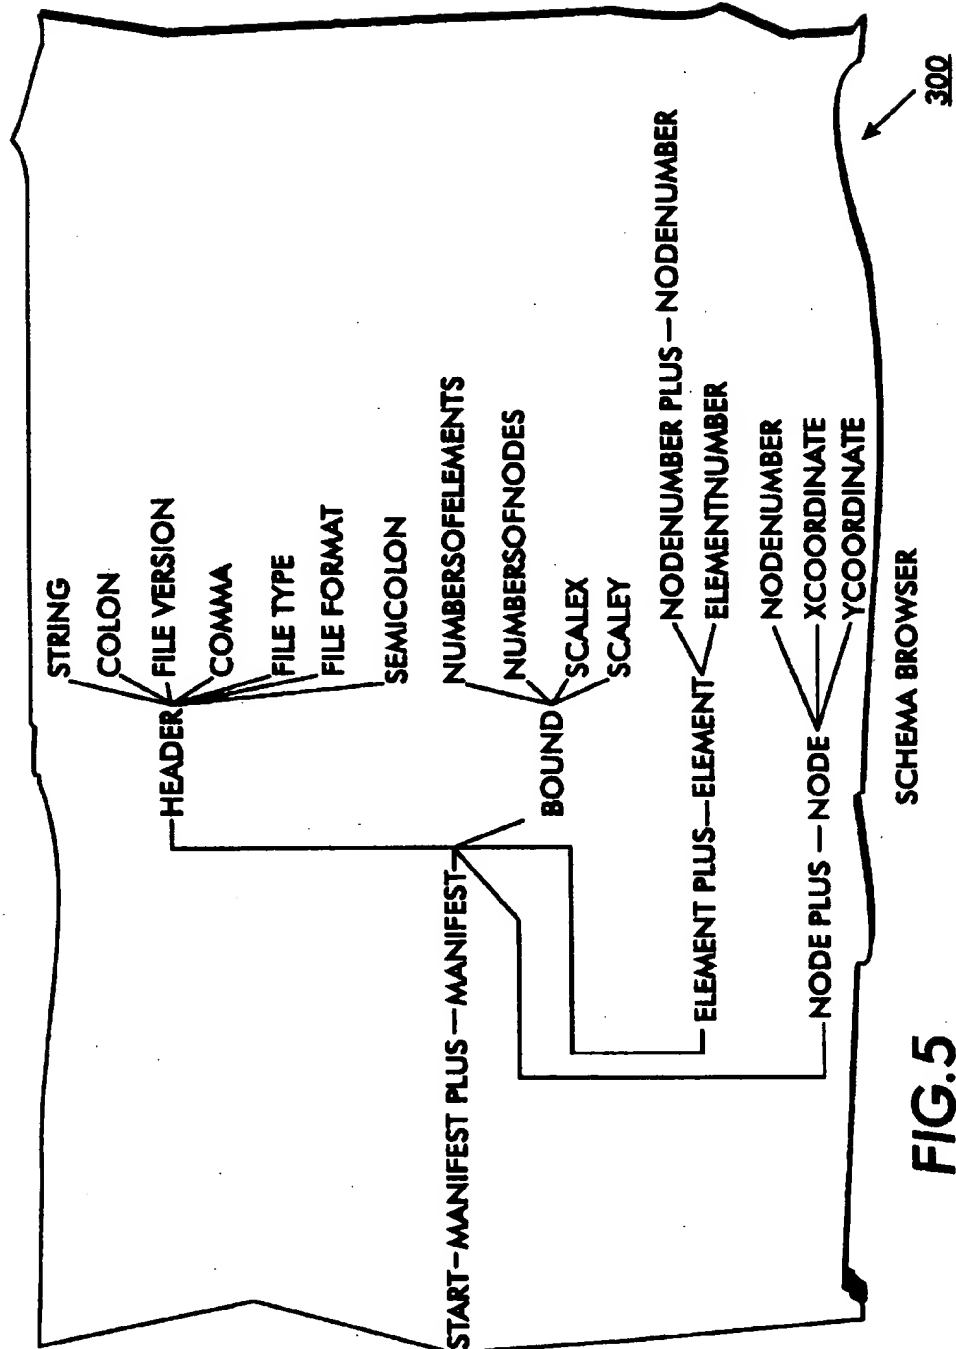 STRING
COLON
FILE VERSION
COMMA
FILE TYPE
FILE FORMAT
SEMICOLON
HEADER
START—MANIFEST PLUS—MANIFEST
NUMBERSOFELEMENTS
NUMBERSOFNODES
SCALEX
SCALEY
BOUND
ELEMENT PLUS—ELEMENT
NODENUMBER PLUS—NODENUMBER
ELEMENTNUMBER
NODE PLUS—NODE
NODENUMBER
XCOORDINATE
YCOORDINATE
SCHEMA BROWSER
300
FIG.5